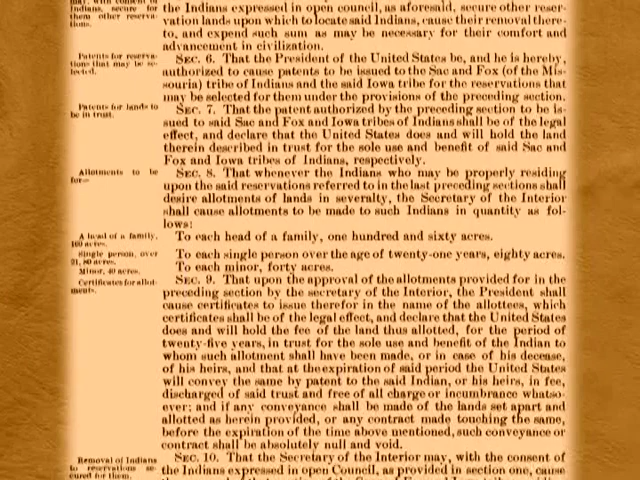 may, with consent of
Indians, secure for
them other reserva-
tions.
the Indians expressed in open council, as aforesaid, secure other reser-
vation lands upon which to locate said Indians, cause their removal there-
to, and expend such sum as may be necessary for their comfort and
advancement in civilization.
Patents for reserva-
tions that may be se-
lected.
SEC. 6. That the President of the United States be, and he is hereby,
authorized to cause patents to be issued to the Sac and Fox (of the Mis-
souria) tribe of Indians and the said Iowa tribe for the reservations that
may be selected for them under the provisions of the preceding section.
Patents for lands to
be in trust.
SEC. 7. That the patent authorized by the preceding section to be is-
sued to said Sac and Fox and Iowa tribes of Indians shall be of the legal
effect, and declare that the United States does and will hold the land
therein described in trust for the sole use and benefit of said Sac and
Fox and Iowa tribes of Indians, respectively.
Allotments to be
for—
SEC. 8. That whenever the Indians who may be properly residing
upon the said reservations referred to in the last preceding sections shall
desire allotments of lands in severalty, the Secretary of the Interior
shall cause allotments to be made to such Indians in quantity as fol-
lows:
A head of a family,
160 acres.
To each head of a family, one hundred and sixty acres.
Single person, over
21, 80 acres.
To each single person over the age of twenty-one years, eighty acres.
Minor, 40 acres.
To each minor, forty acres.
Certificates for allot-
ments.
SEC. 9. That upon the approval of the allotments provided for in the
preceding section by the secretary of the Interior, the President shall
cause certificates to issue therefor in the name of the allottees, which
certificates shall be of the legal effect, and declare that the United States
does and will hold the fee of the land thus allotted, for the period of
twenty-five years, in trust for the sole use and benefit of the Indian to
whom such allotment shall have been made, or in case of his decease,
of his heirs, and that at the expiration of said period the United States
will convey the same by patent to the said Indian, or his heirs, in fee,
discharged of said trust and free of all charge or incumbrance whatso-
ever; and if any conveyance shall be made of the lands set apart and
allotted as herein provided, or any contract made touching the same,
before the expiration of the time above mentioned, such conveyance or
contract shall be absolutely null and void.
Removal of Indians
to reservations se-
cured for them.
SEC. 10. That the Secretary of the Interior may, with the consent of
the Indians expressed in open Council, as provided in section one, cause